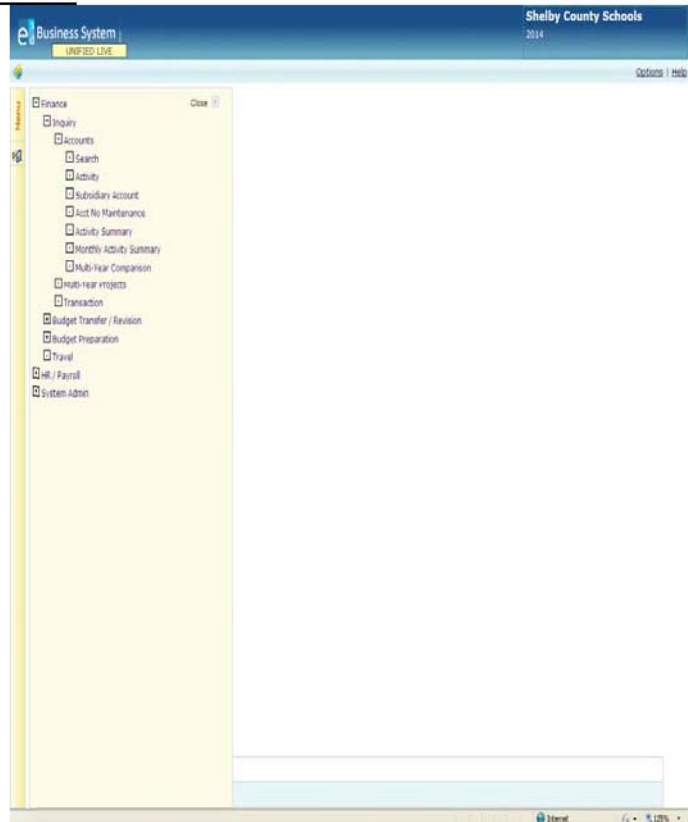 Shelby County Schools
e Business System
2014
UNIFIED LIVE
Options | Help
Menu
Finance Close
Inquiry
Accounts
Search
Activity
Subsidiary Account
Acct No Maintenance
Activity Summary
Monthly Activity Summary
Multi-Year Comparison
Multi-Year Projects
Transaction
Budget Transfer / Revision
Budget Preparation
Travel
HR / Payroll
System Admin
Internet 125%